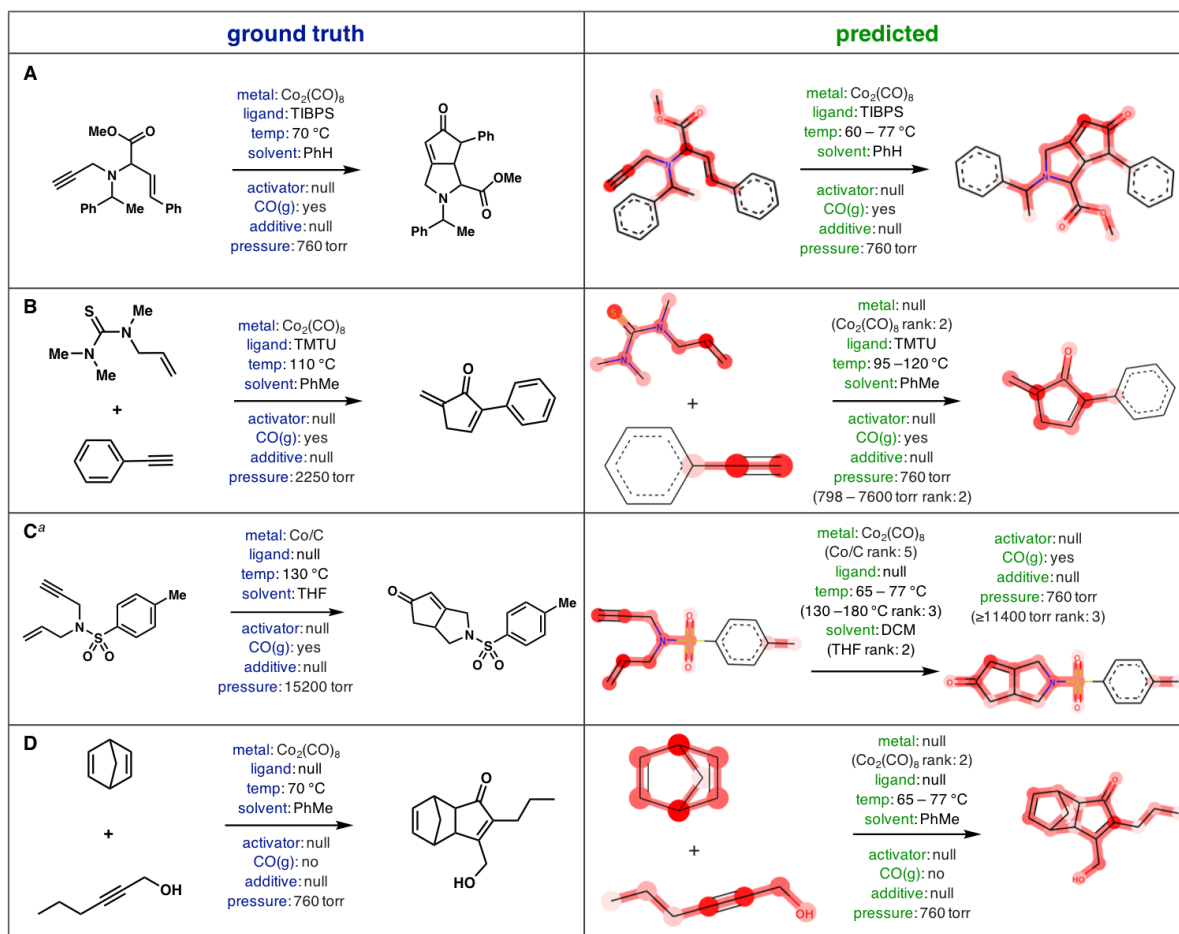 ground truth
predicted
A
metal: Co₂(CO)₈
ligand: TIBPS
temp: 70 °C
solvent: PhH
activator: null
CO(g): yes
additive: null
pressure: 760 torr
MeO
O
N
Ph
Me
Ph
O
Ph
OMe
N
O
Ph
Me
O
O
N
metal: Co₂(CO)₈
ligand: TIBPS
temp: 60 – 77 °C
solvent: PhH
activator: null
CO(g): yes
additive: null
pressure: 760 torr
O
N
O
O
B
S
Me
N
Me
N
Me
+
metal: Co₂(CO)₈
ligand: TMTU
temp: 110 °C
solvent: PhMe
activator: null
CO(g): yes
additive: null
pressure: 2250 torr
O
S
N
N
+
metal: null
(Co₂(CO)₈ rank: 2)
ligand: TMTU
temp: 95 –120 °C
solvent: PhMe
activator: null
CO(g): yes
additive: null
pressure: 760 torr
(798 – 7600 torr rank: 2)
O
Cᵃ
Me
N
S
O O
metal: Co/C
ligand: null
temp: 130 °C
solvent: THF
activator: null
CO(g): yes
additive: null
pressure: 15200 torr
O
Me
N
S
O O
O
N
S
O
metal: Co₂(CO)₈
(Co/C rank: 5)
ligand: null
temp: 65 – 77 °C
(130 –180 °C rank: 3)
solvent: DCM
(THF rank: 2)
activator: null
CO(g): yes
additive: null
pressure: 760 torr
(≥11400 torr rank: 3)
O
N
S
O
O
D
+
OH
metal: Co₂(CO)₈
ligand: null
temp: 70 °C
solvent: PhMe
activator: null
CO(g): no
additive: null
pressure: 760 torr
O
HO
+
OH
metal: null
(Co₂(CO)₈ rank: 2)
ligand: null
temp: 65 – 77 °C
solvent: PhMe
activator: null
CO(g): no
additive: null
pressure: 760 torr
O
HO